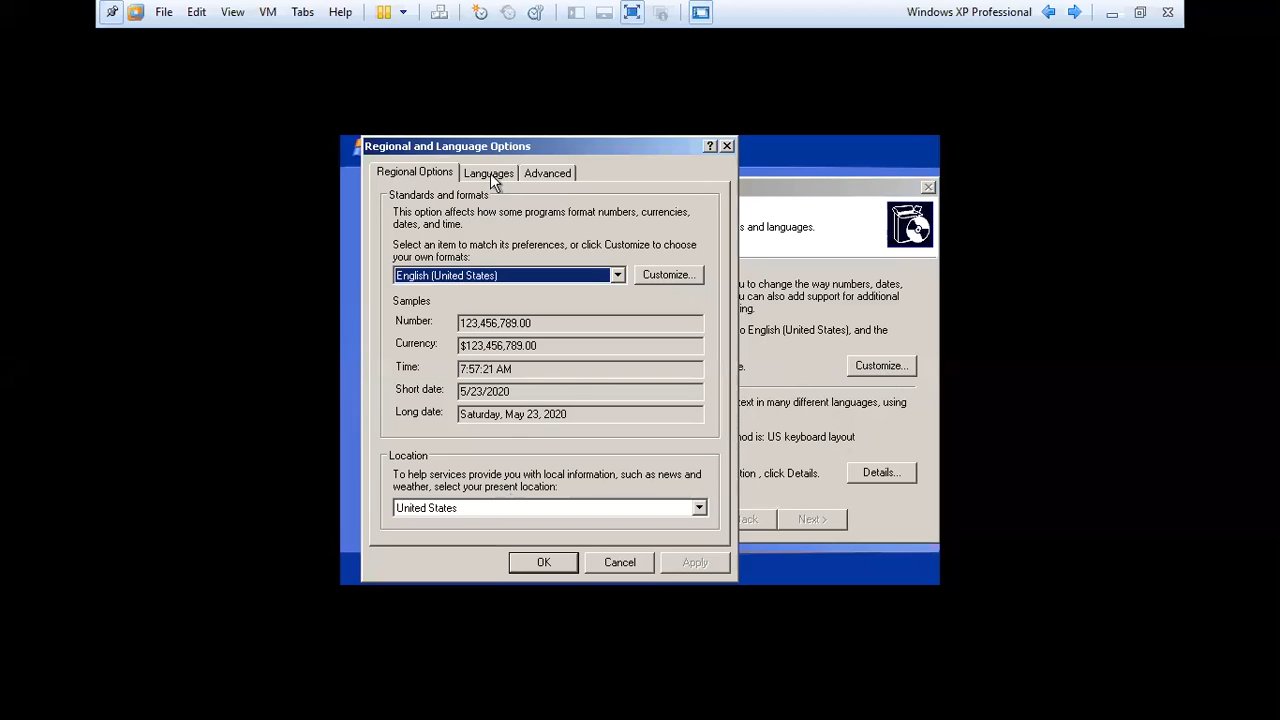 File Edit View VM Tabs Help
Windows XP Professional
Regional and Language Options
Regional Options Languages Advanced
Standards and formats
This option affects how some programs format numbers, currencies,
dates, and time.
Select an item to match its preferences, or click Customize to choose
your own formats:
English (United States) Customize...
Samples
Number: 123,456,789.00
Currency: $123,456,789.00
Time: 7:57:21 AM
Short date: 5/23/2020
Long date: Saturday, May 23, 2020
Location
To help services provide you with local information, such as news and
weather, select your present location:
United States
OK Cancel Apply
s and languages.
u to change the way numbers, dates,
u can also add support for additional
ng.
o English (United States), and the
e. Customize...
text in many different languages, using
nod is: US keyboard layout
tion , click Details. Details...
ack Next >